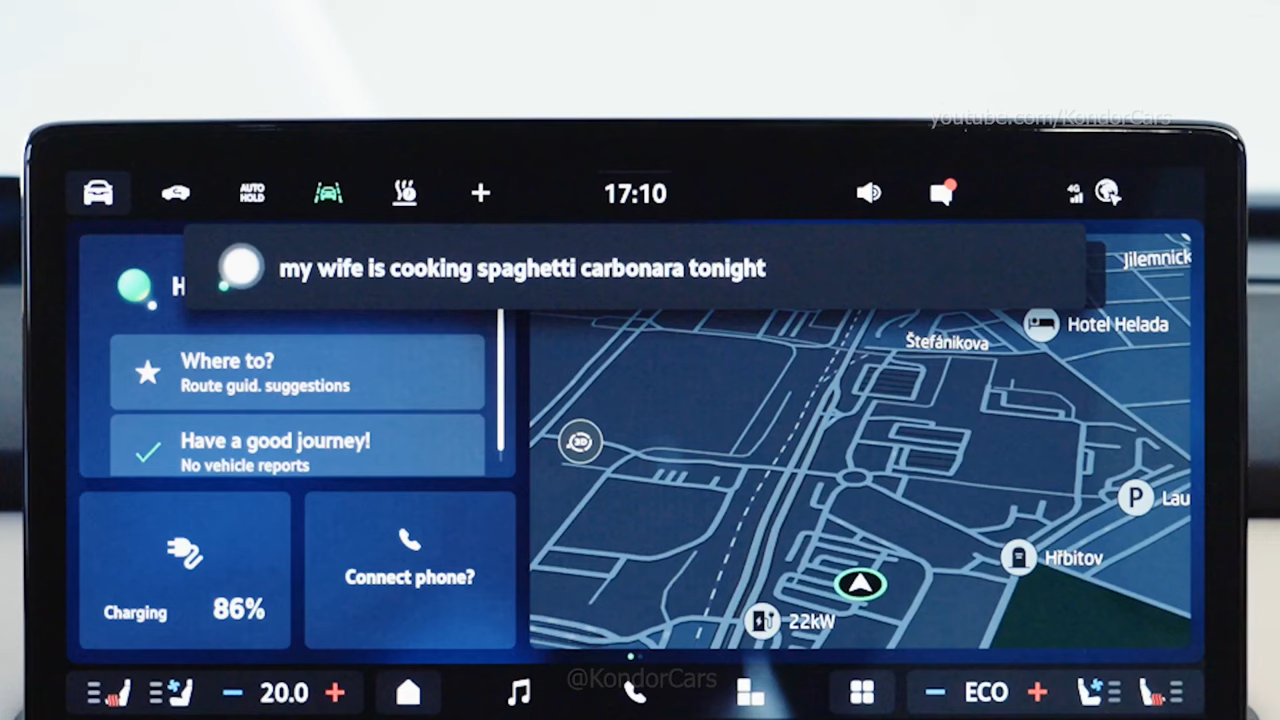 youtube.com/KondorCars
AUTO HOLD
17:10
4G
my wife is cooking spaghetti carbonara tonight
H
Where to?
Route guid. suggestions
Have a good journey!
No vehicle reports
Charging 86%
Connect phone?
Jilemnick
Hotel Helada
Štefánikova
3D
P Lau
Hřbitov
22kW
@KondorCars
20.0
ECO